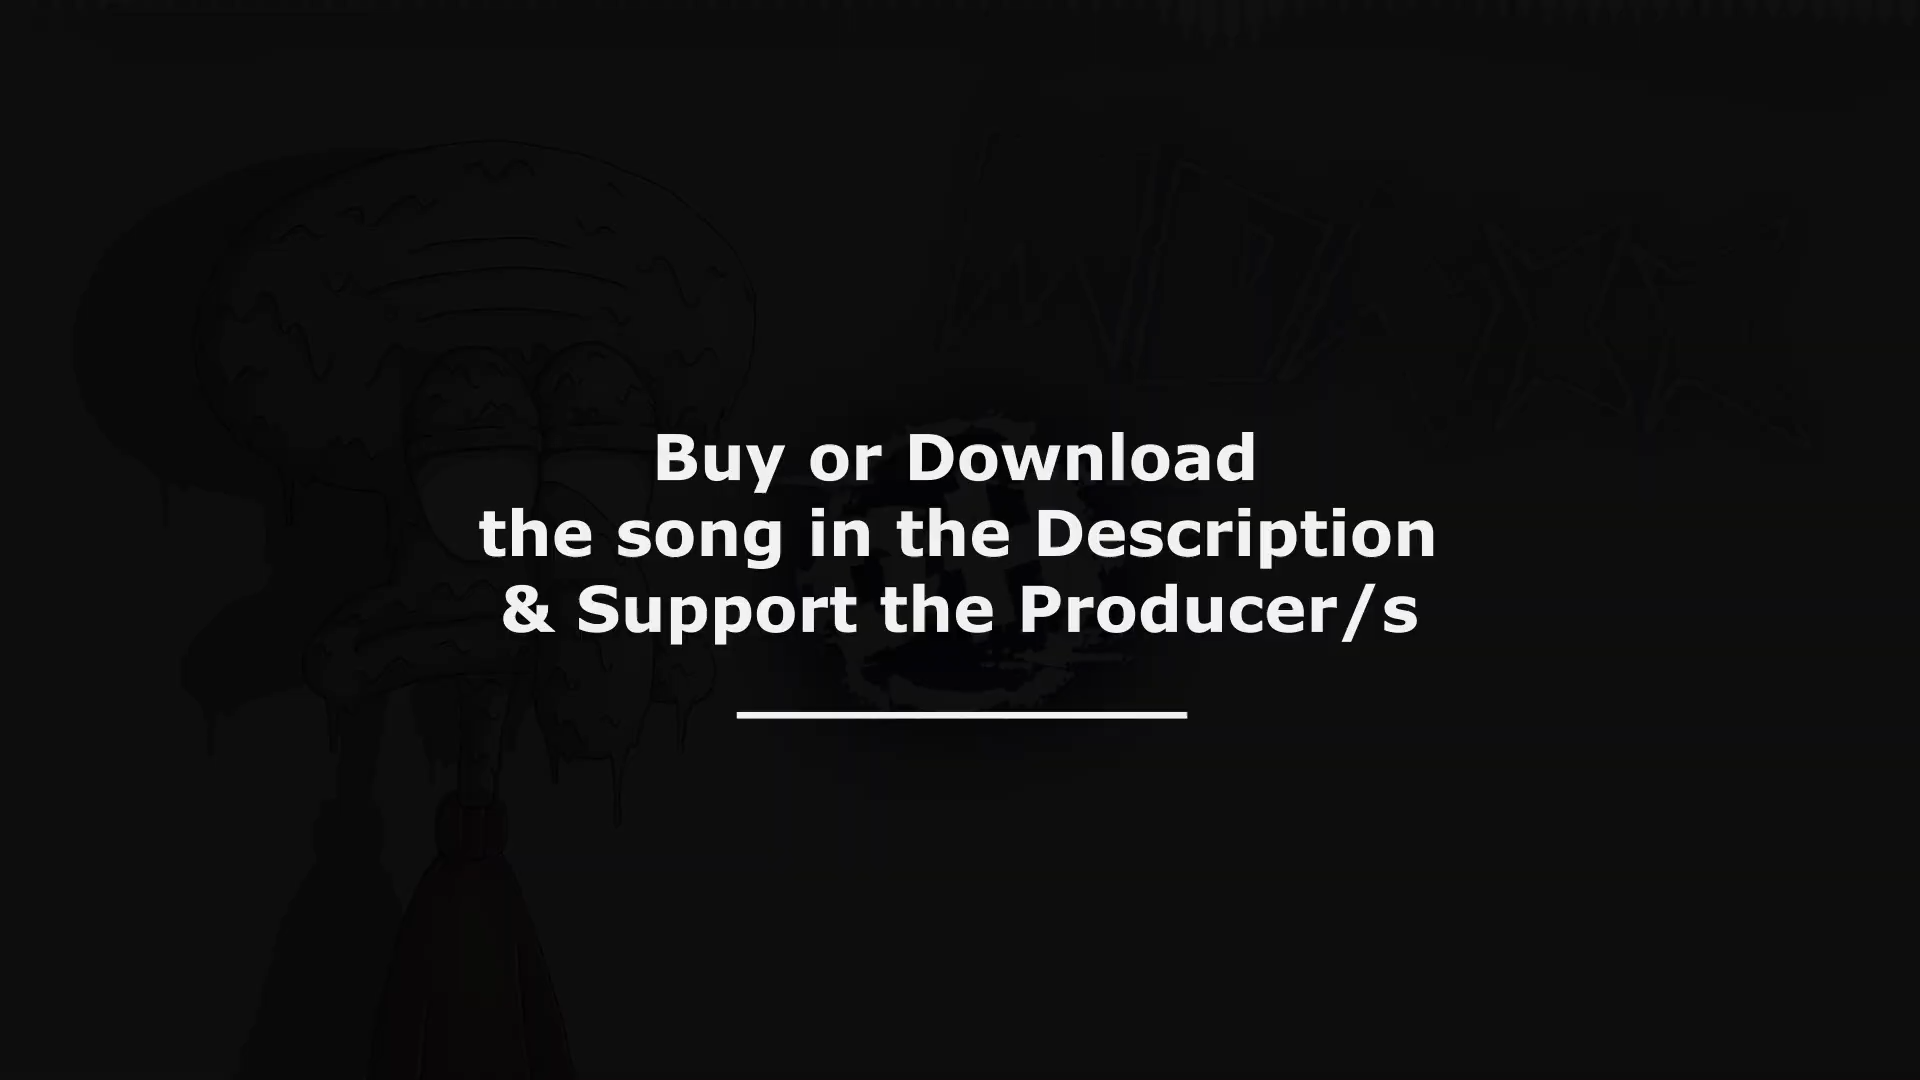 Buy or Download
the song in the Description
& Support the Producer/s